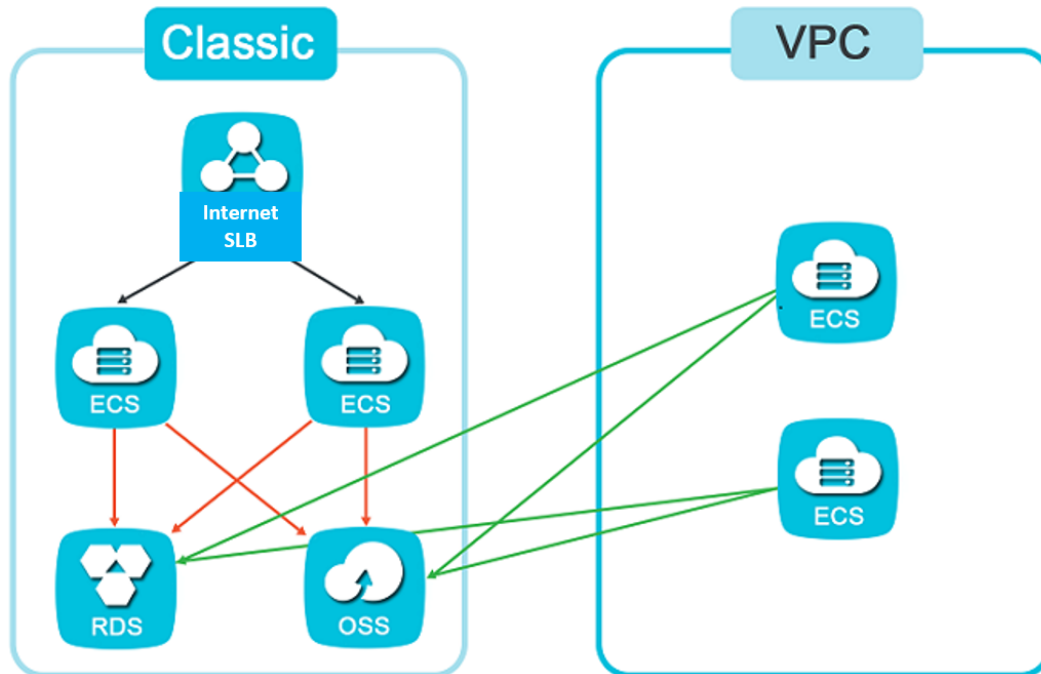 Classic
VPC
Internet
SLB
ECS
ECS
ECS
ECS
RDS
OSS